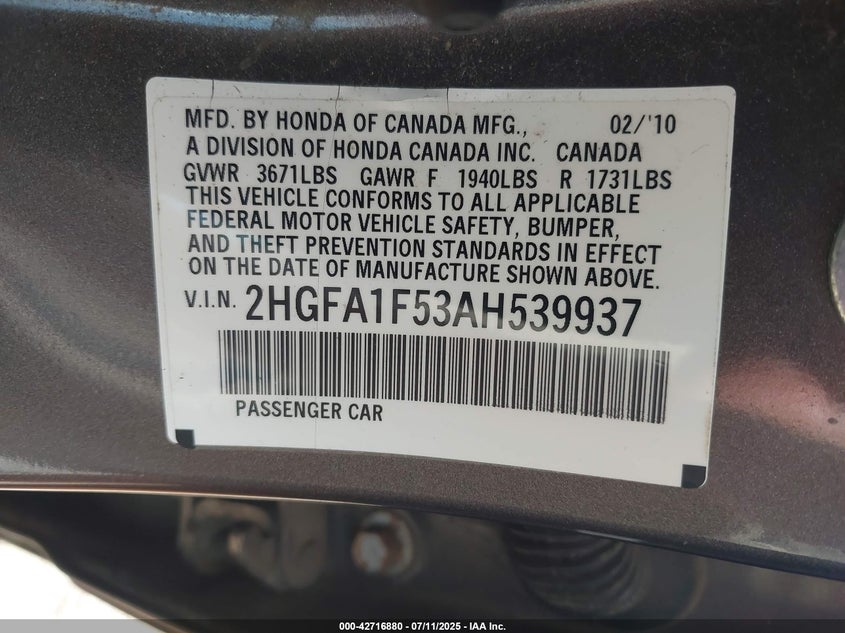 MFD. BY HONDA OF CANADA MFG., 02/'10
A DIVISION OF HONDA CANADA INC. CANADA
GVWR 3671LBS GAWR F 1940LBS R 1731LBS
THIS VEHICLE CONFORMS TO ALL APPLICABLE
FEDERAL MOTOR VEHICLE SAFETY, BUMPER,
AND THEFT PREVENTION STANDARDS IN EFFECT
ON THE DATE OF MANUFACTURE SHOWN ABOVE.
V.I.N. 2HGFA1F53AH539937
PASSENGER CAR
000-42716880 - 07/11/2025 - IAA Inc.